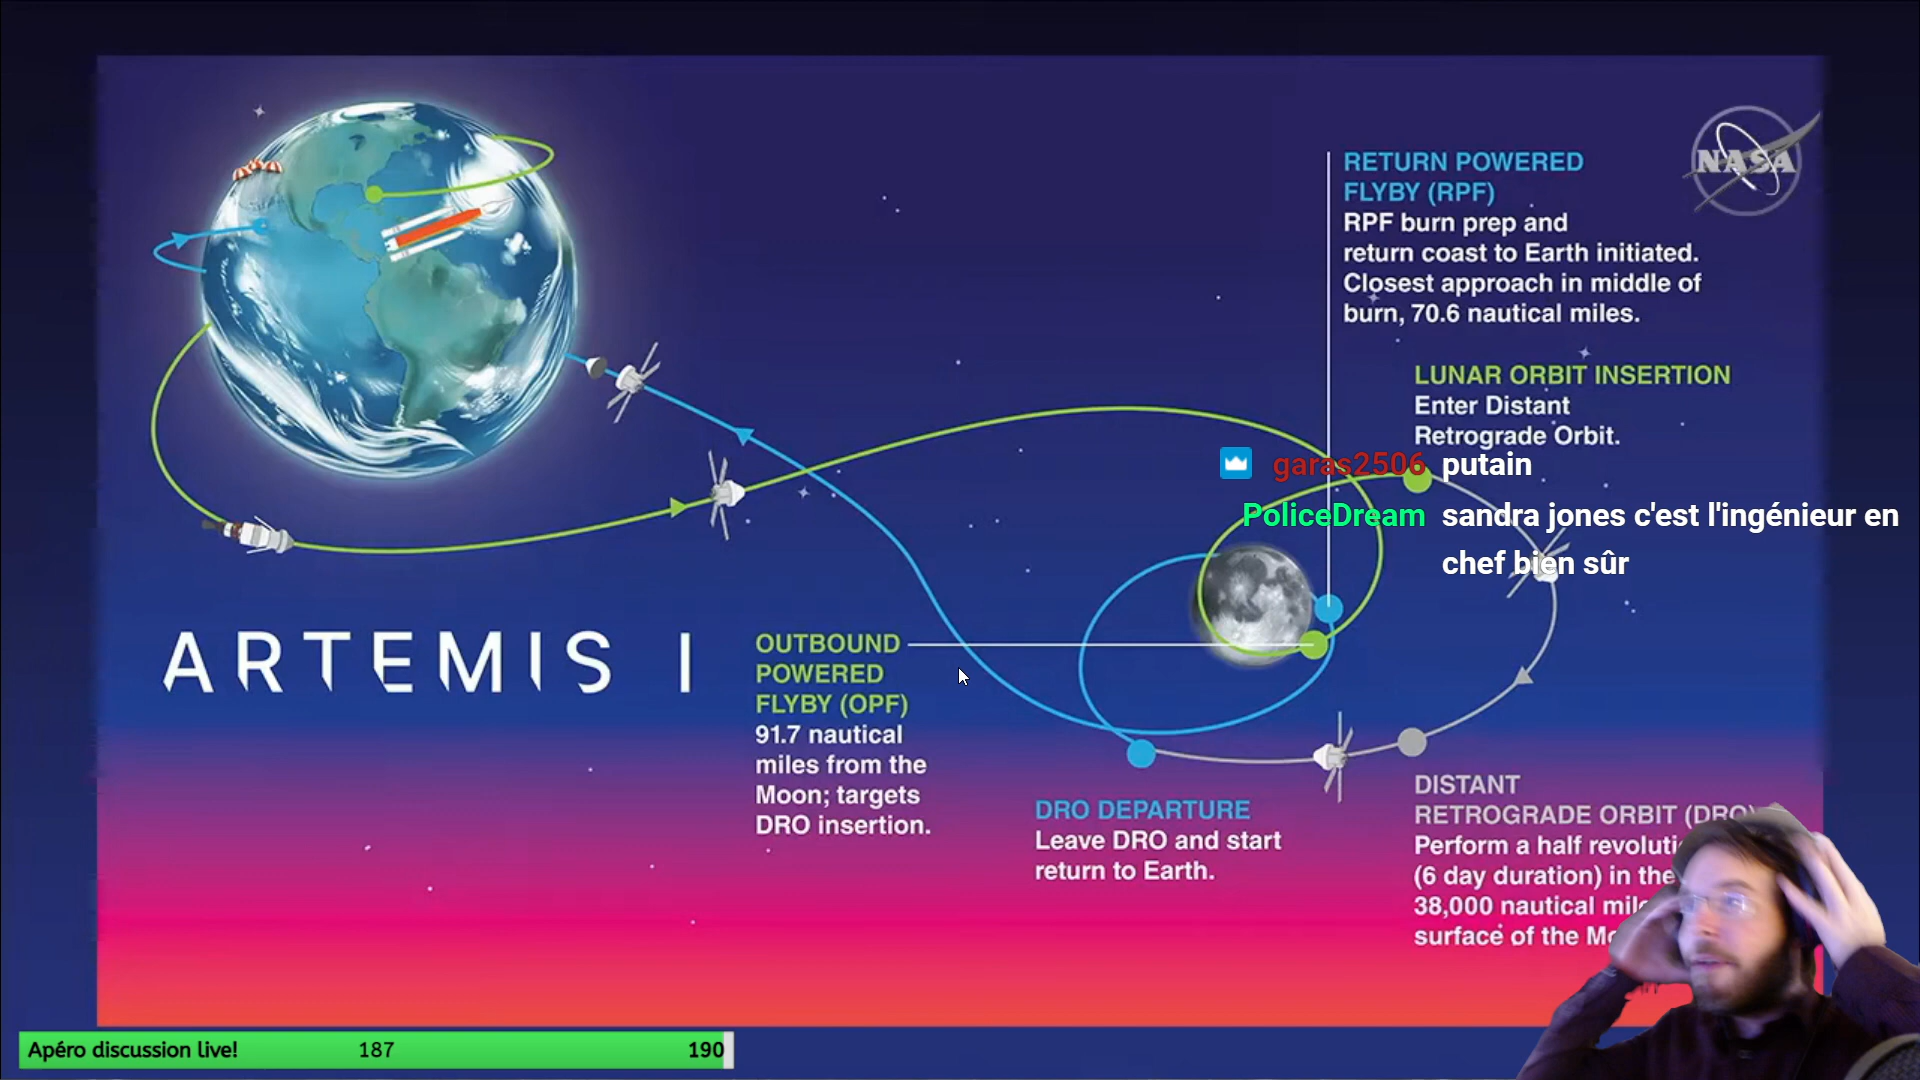 NASA
RETURN POWERED
FLYBY (RPF)
RPF burn prep and
return coast to Earth initiated.
Closest approach in middle of
burn, 70.6 nautical miles.
LUNAR ORBIT INSERTION
Enter Distant
Retrograde Orbit.
garas2506 putain
PoliceDream sandra jones c'est l'ingénieur en
chef bien sûr
ARTEMIS I
OUTBOUND
POWERED
FLYBY (OPF)
91.7 nautical
miles from the
Moon; targets
DRO insertion.
DRO DEPARTURE
Leave DRO and start
return to Earth.
DISTANT
RETROGRADE ORBIT (DRO)
Perform a half
(6 day duration) in the
38,000 nautical
surface of the
Apéro discussion live! 187 190